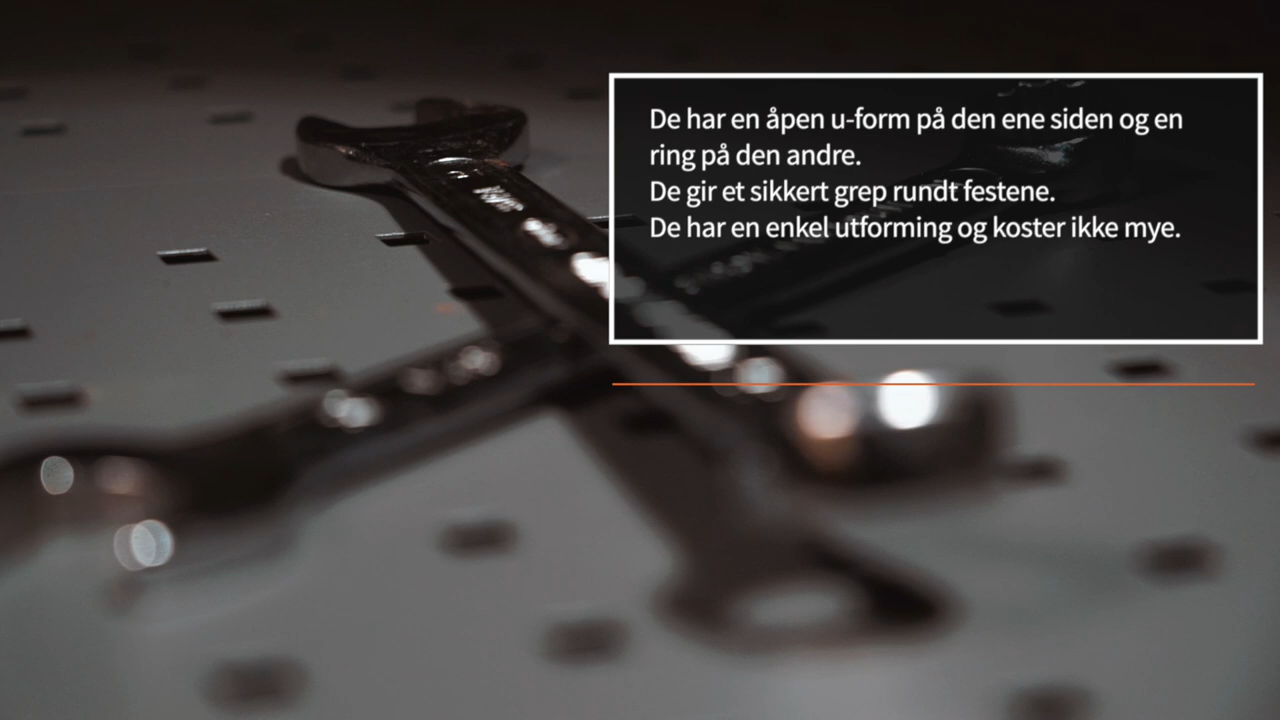 De har en åpen u-form på den ene siden og en
ring på den andre.
De gir et sikkert grep rundt festene.
De har en enkel utforming og koster ikke mye.